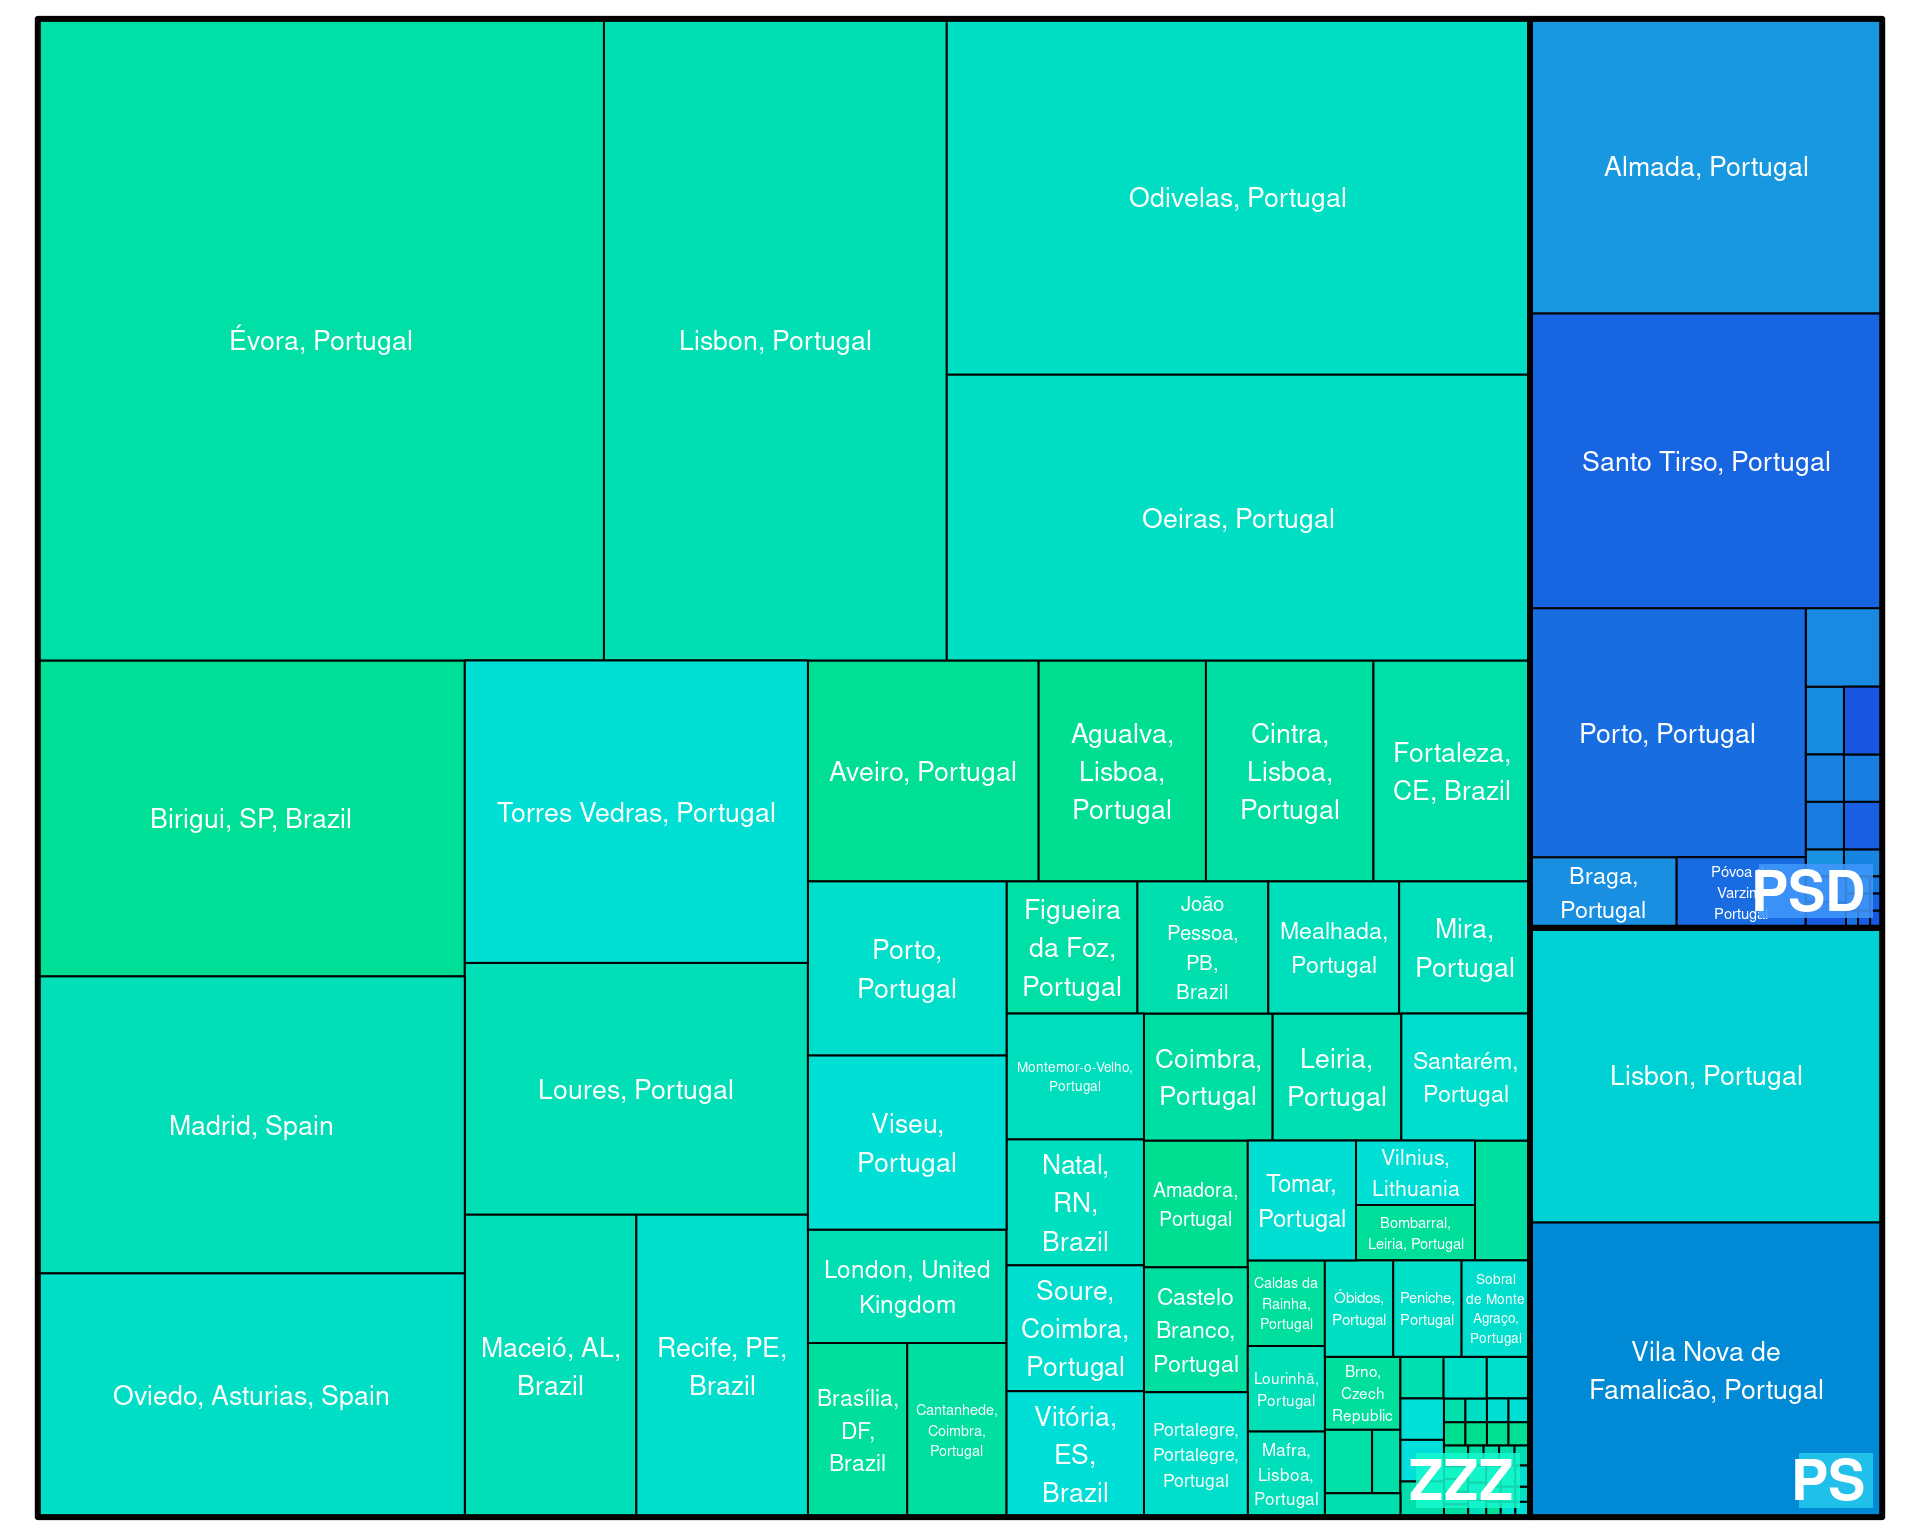 Évora, Portugal
Lisbon, Portugal
Odivelas, Portugal
Oeiras, Portugal
Almada, Portugal
Santo Tirso, Portugal
Porto, Portugal
Braga,
Portugal
Póvoa
Varzim
Portugal
PSD
Birigui, SP, Brazil
Madrid, Spain
Oviedo, Asturias, Spain
Torres Vedras, Portugal
Loures, Portugal
Maceió, AL,
Brazil
Recife, PE,
Brazil
Aveiro, Portugal
Agualva,
Lisboa,
Portugal
Cintra,
Lisboa,
Portugal
Fortaleza,
CE, Brazil
Porto,
Portugal
Viseu,
Portugal
London, United
Kingdom
Brasília,
DF,
Brazil
Cantanhede,
Coimbra,
Portugal
Figueira
da Foz,
Portugal
João
Pessoa,
PB,
Brazil
Mealhada,
Portugal
Mira,
Portugal
Montemor-o-Velho,
Portugal
Natal,
RN,
Brazil
Soure,
Coimbra,
Portugal
Vitória,
ES,
Brazil
Coimbra,
Portugal
Leiria,
Portugal
Santarém,
Portugal
Amadora,
Portugal
Castelo
Branco,
Portugal
Portalegre,
Portalegre,
Portugal
Tomar,
Portugal
Vilnius,
Lithuania
Bombarral,
Leiria, Portugal
Caldas da
Rainha,
Portugal
Lourinhã,
Portugal
Mafra,
Lisboa,
Portugal
Óbidos,
Portugal
Peniche,
Portugal
Sobral
de Monte
Agraço,
Portugal
Brno,
Czech
Republic
ZZZ
Lisbon, Portugal
Vila Nova de
Famalicão, Portugal
PS